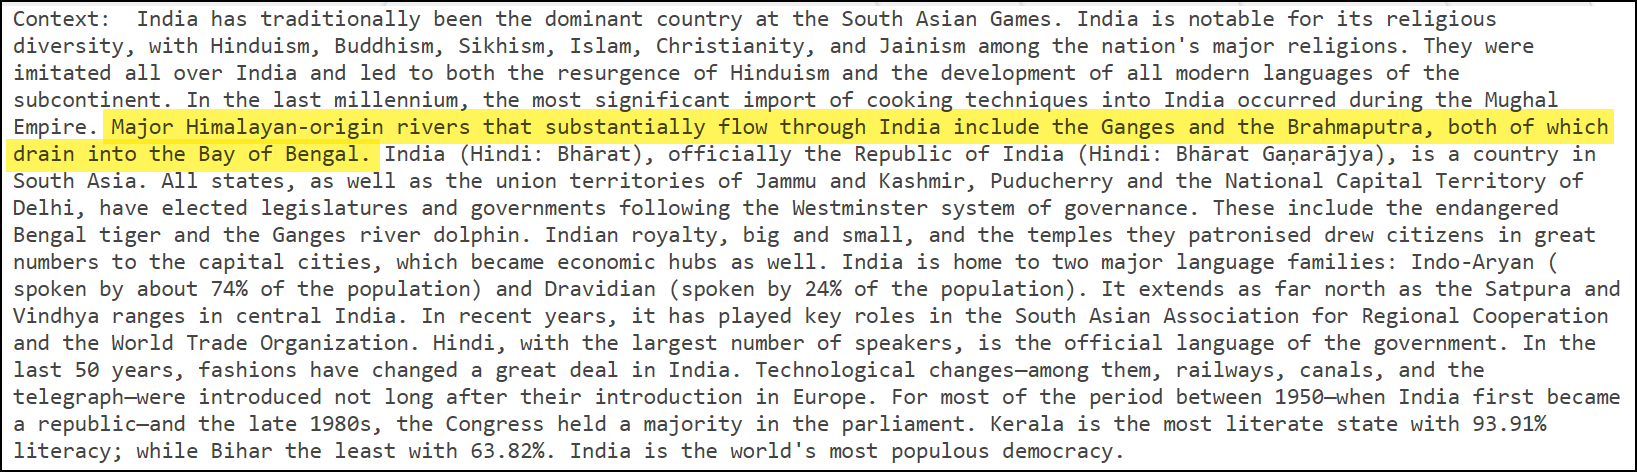 Context:  India has traditionally been the dominant country at the South Asian Games. India is notable for its religious
diversity, with Hinduism, Buddhism, Sikhism, Islam, Christianity, and Jainism among the nation's major religions. They were
imitated all over India and led to both the resurgence of Hinduism and the development of all modern languages of the
subcontinent. In the last millennium, the most significant import of cooking techniques into India occurred during the Mughal
Empire. Major Himalayan-origin rivers that substantially flow through India include the Ganges and the Brahmaputra, both of which
drain into the Bay of Bengal. India (Hindi: Bhārat), officially the Republic of India (Hindi: Bhārat Gaṇarājya), is a country in
South Asia. All states, as well as the union territories of Jammu and Kashmir, Puducherry and the National Capital Territory of
Delhi, have elected legislatures and governments following the Westminster system of governance. These include the endangered
Bengal tiger and the Ganges river dolphin. Indian royalty, big and small, and the temples they patronised drew citizens in great
numbers to the capital cities, which became economic hubs as well. India is home to two major language families: Indo-Aryan (
spoken by about 74% of the population) and Dravidian (spoken by 24% of the population). It extends as far north as the Satpura and
Vindhya ranges in central India. In recent years, it has played key roles in the South Asian Association for Regional Cooperation
and the World Trade Organization. Hindi, with the largest number of speakers, is the official language of the government. In the
last 50 years, fashions have changed a great deal in India. Technological changes—among them, railways, canals, and the
telegraph—were introduced not long after their introduction in Europe. For most of the period between 1950—when India first became
a republic—and the late 1980s, the Congress held a majority in the parliament. Kerala is the most literate state with 93.91%
literacy; while Bihar the least with 63.82%. India is the world's most populous democracy.